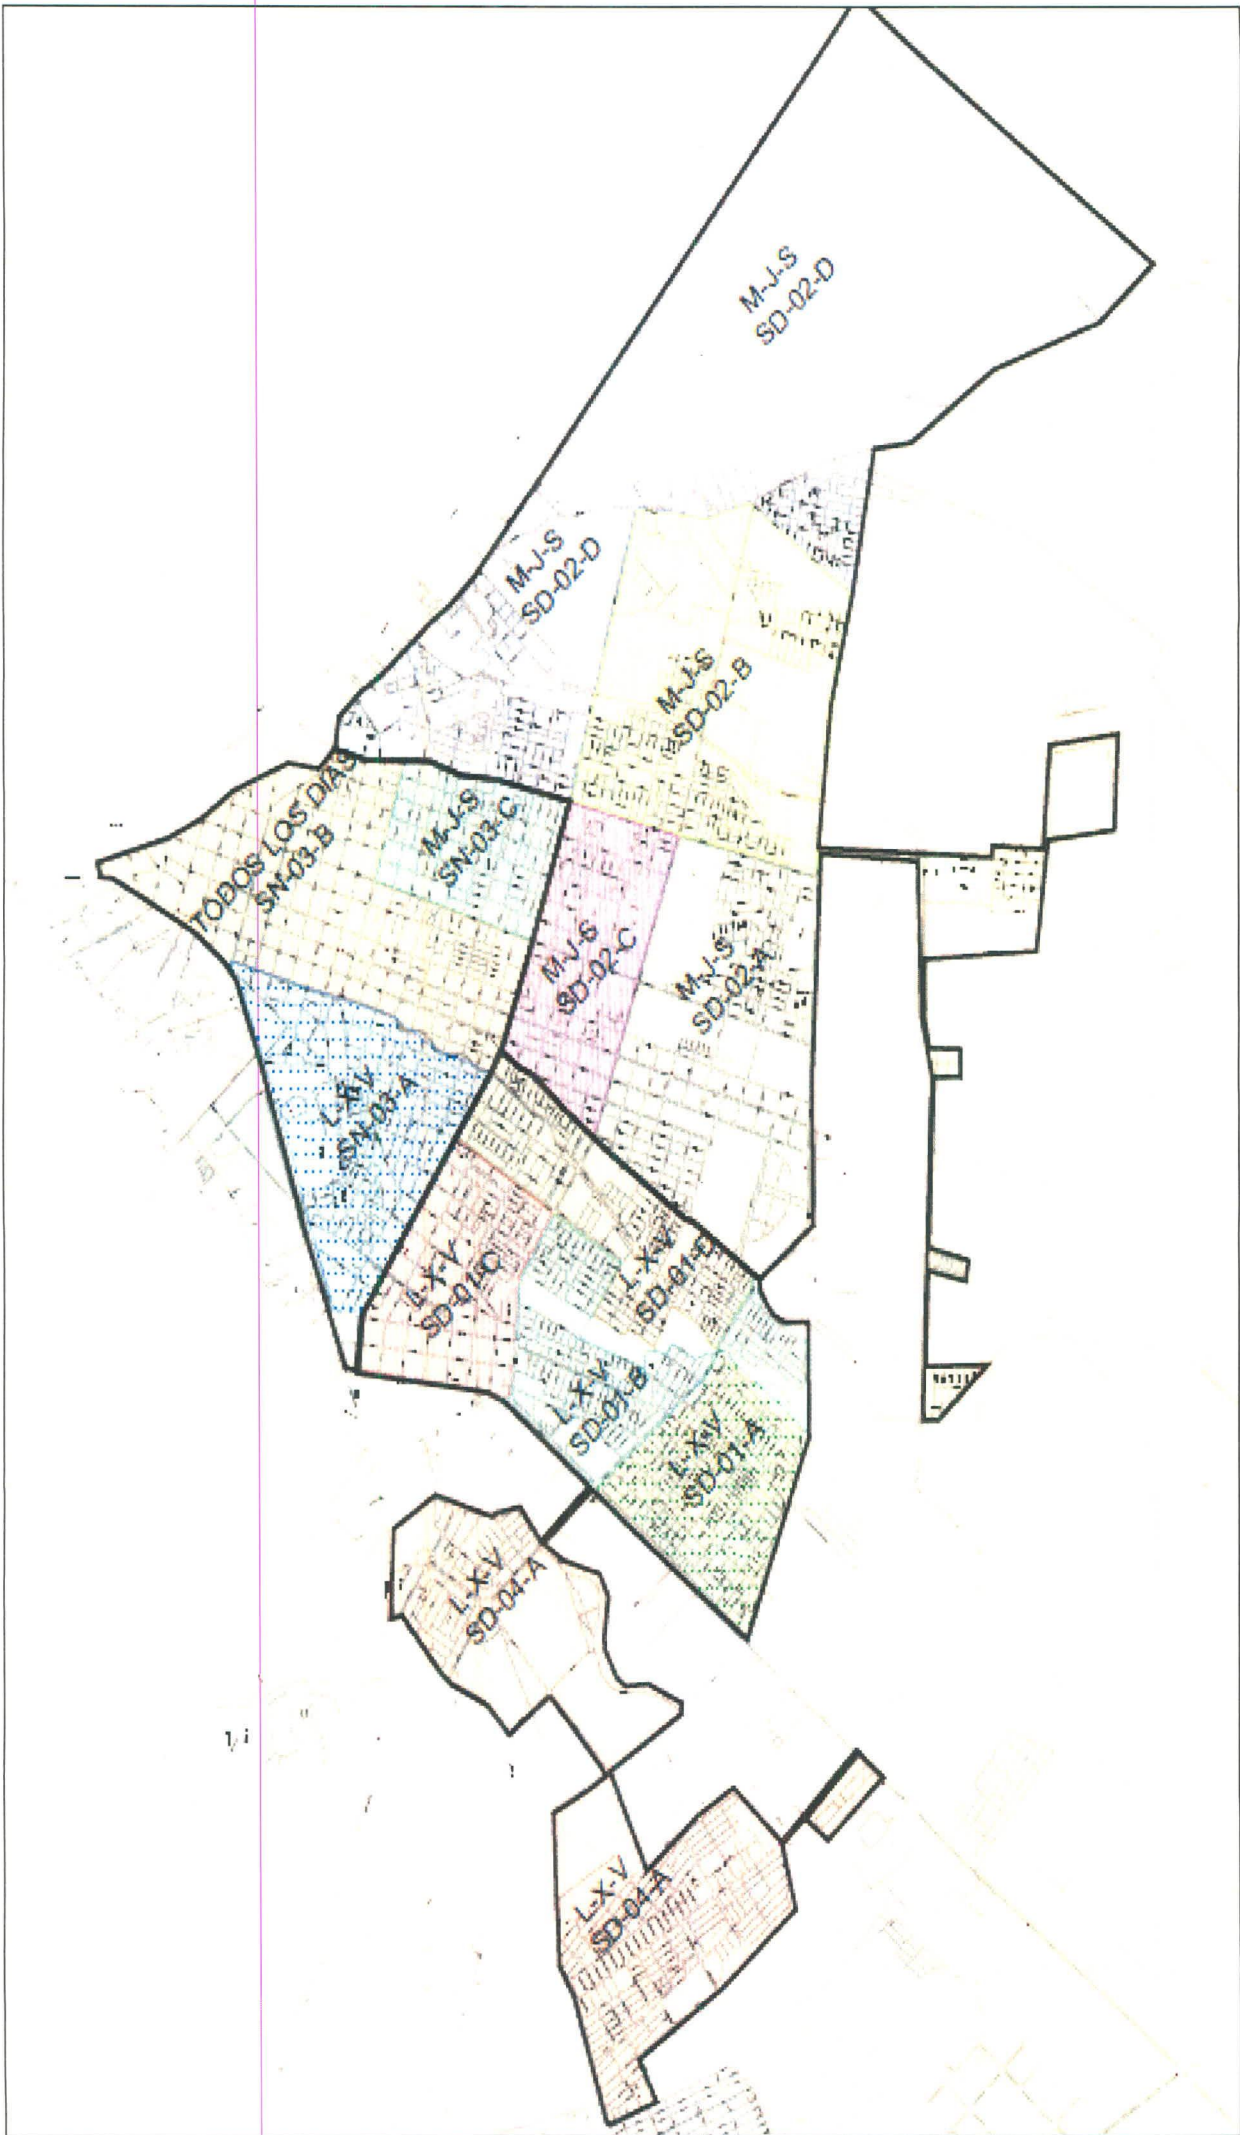 M-J-S
SD-02-D
M-J-S
SD-02-D
M-J-S
SD-02-B
TODOS LOS DIAS
SN-03-B
M-J-S
SN-03-C
M-J-S
SD-02-C
M-J-S
SD-02-A
L-X-V
SN-03-A
L-X-V
SD-01-C
L-X-V
SD-01-D
L-X-V
SD-01-B
L-X-V
SD-01-A
L-X-V
SD-04-A
L-X-V
SD-04-A